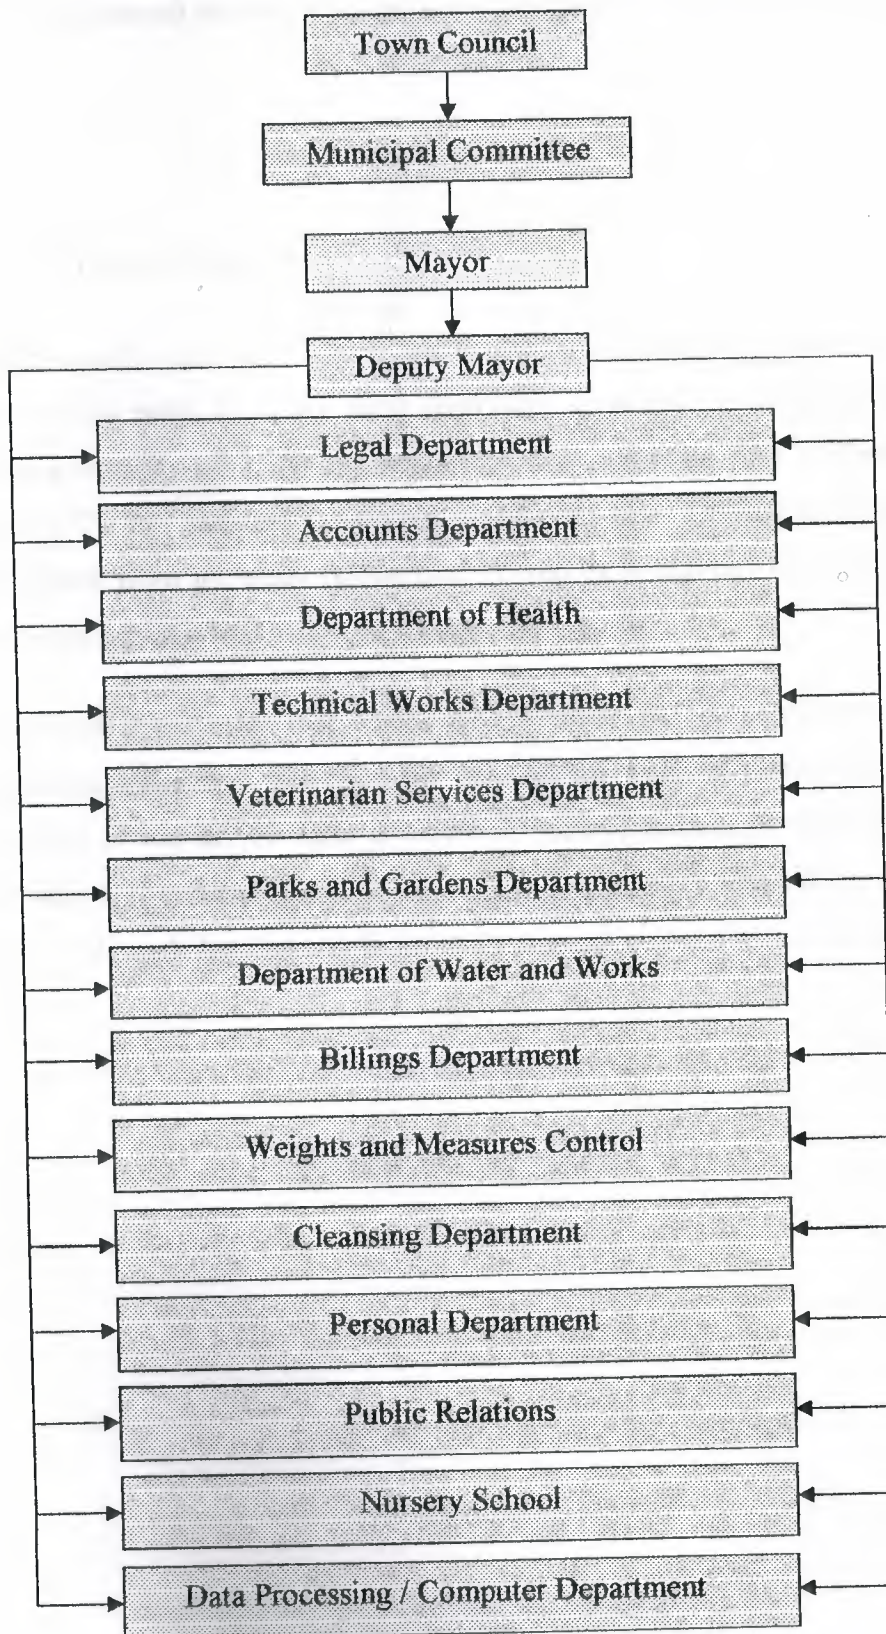 Town Council
Municipal Committee
Mayor
Deputy Mayor
Legal Department
Accounts Department
Department of Health
Technical Works Department
Veterinarian Services Department
Parks and Gardens Department
Department of Water and Works
Billings Department
Weights and Measures Control
Cleansing Department
Personal Department
Public Relations
Nursery School
Data Processing / Computer Department